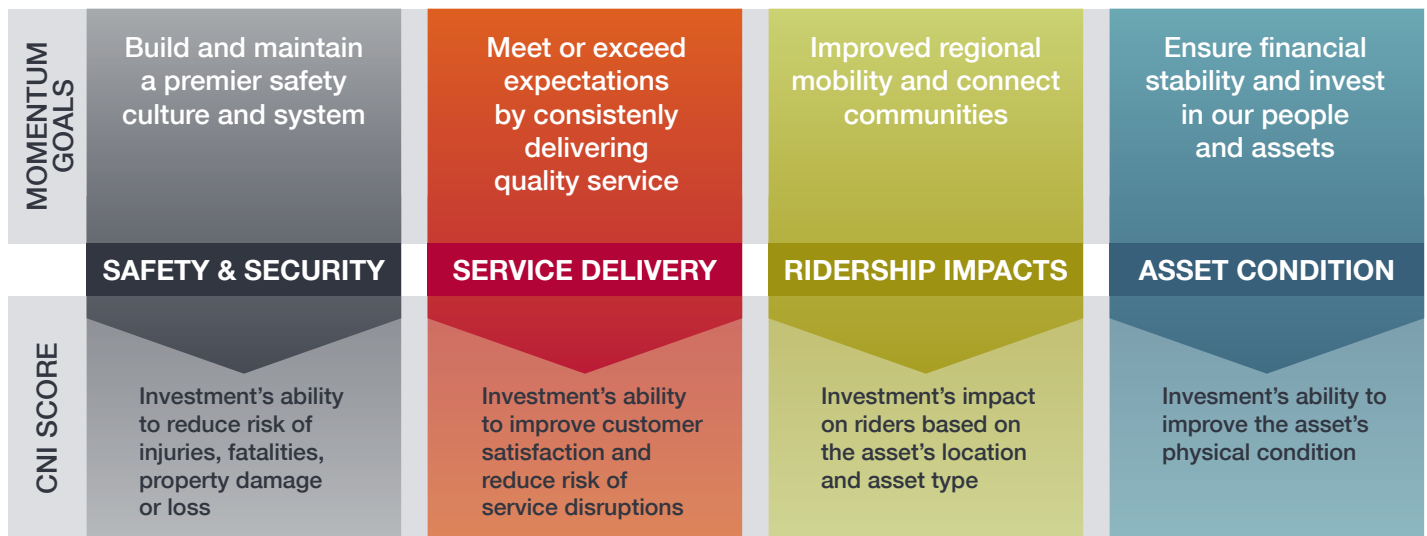 MOMENTUM
GOALS
Build and maintain
a premier safety
culture and system
Meet or exceed
expectations
by consistenly
delivering
quality service
Improved regional
mobility and connect
communities
Ensure financial
stability and invest
in our people
and assets
SAFETY & SECURITY
SERVICE DELIVERY
RIDERSHIP IMPACTS
ASSET CONDITION
CNI SCORE
Investment’s ability
to reduce risk of
injuries, fatalities,
property damage
or loss
Investment’s ability
to improve customer
satisfaction and
reduce risk of
service disruptions
Investment’s impact
on riders based on
the asset’s location
and asset type
Invesment’s ability to
improve the asset’s
physical condition